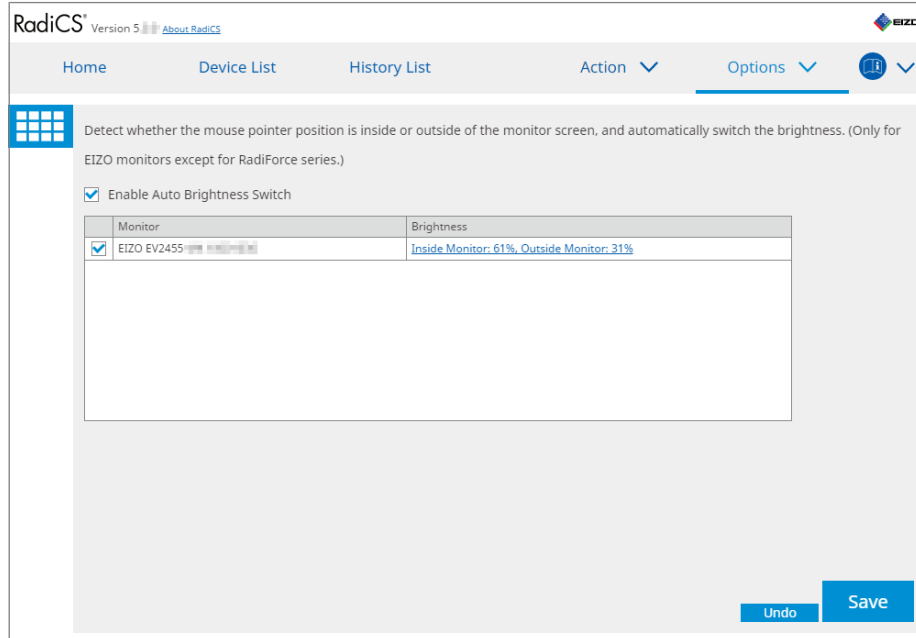 RadiCS® Version 5. About RadiCS
EIZO
Home Device List History List Action Options
Detect whether the mouse pointer position is inside or outside of the monitor screen, and automatically switch the brightness. (Only for
EIZO monitors except for RadiForce series.)
Enable Auto Brightness Switch
Monitor Brightness
EIZO EV2455 Inside Monitor: 61%, Outside Monitor: 31%
Save
Undo